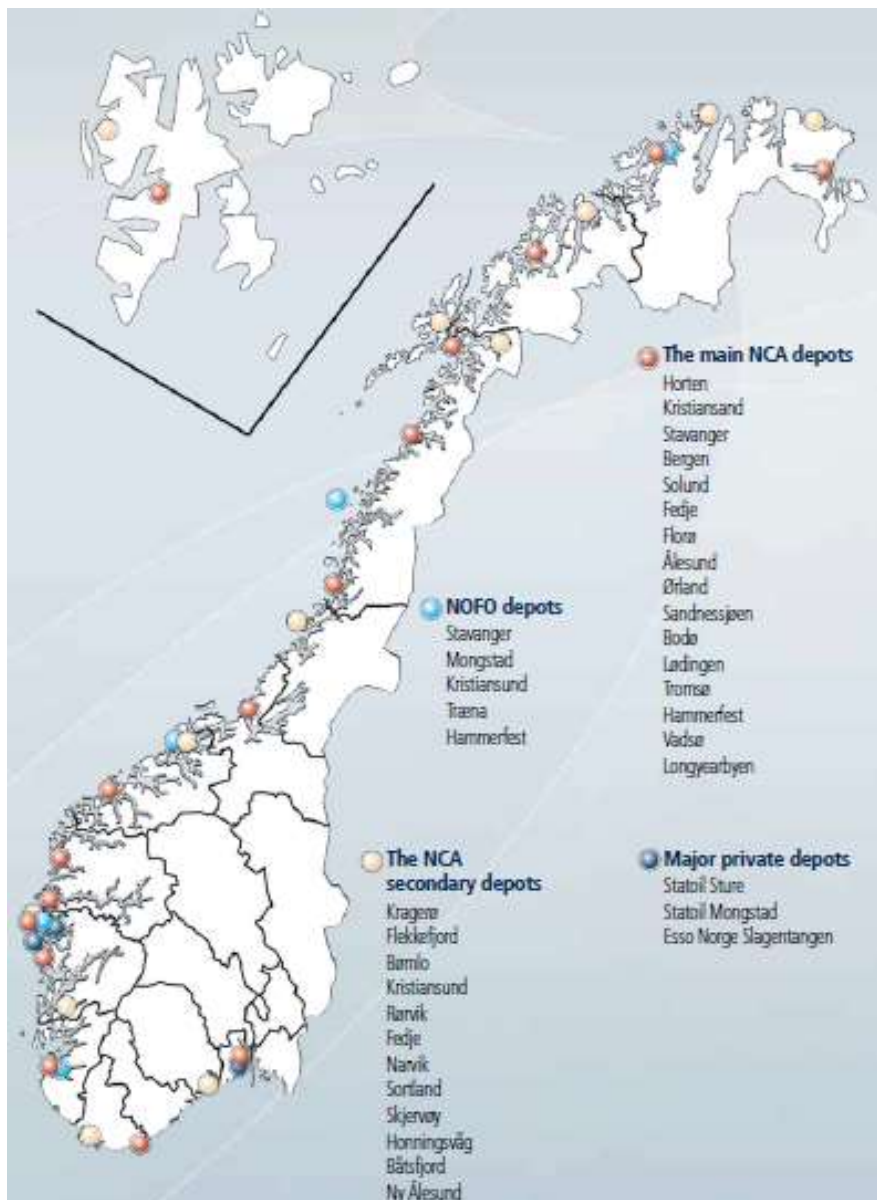 The main NCA depots
Horten
Kristiansand
Stavanger
Bergen
Solund
Fedje
Florø
Ålesund
Ørland
Sandnessjøen
Bodø
Lødingen
Tromsø
Hammerfest
Vadsø
Longyearbyen
NOFO depots
Stavanger
Mongstad
Kristiansund
Træna
Hammerfest
The NCA
secondary depots
Kragerø
Flekkefjord
Bømlo
Kristiansund
Rørvik
Fedje
Narvik
Sortland
Skjervøy
Honningsvåg
Båtsfjord
Ny Ålesund
Major private depots
Statoil Sture
Statoil Mongstad
Esso Norge Slagentangen